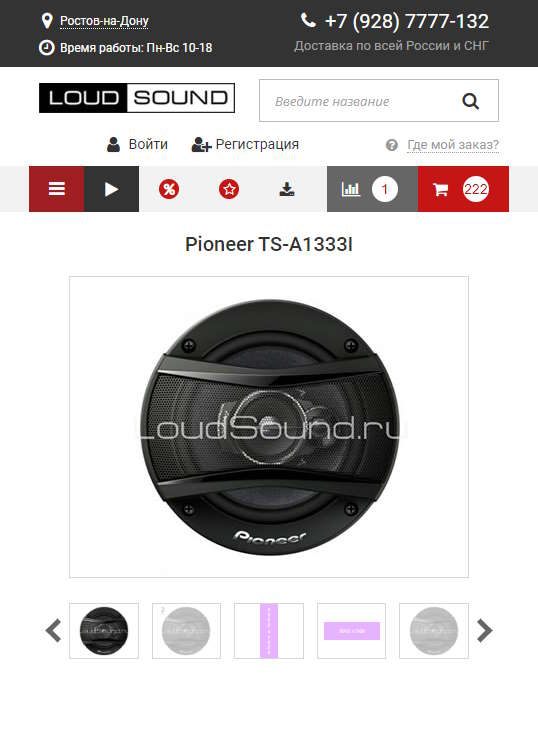 Ростов-на-Дону
+7 (928) 7777-132
Время работы: Пн-Вс 10-18
Доставка по всей России и СНГ
LOUD SOUND
Введите название
Войти
Регистрация
Где мой заказ?
1
222
Pioneer TS-A1333I
LoudSound.ru
Pioneer